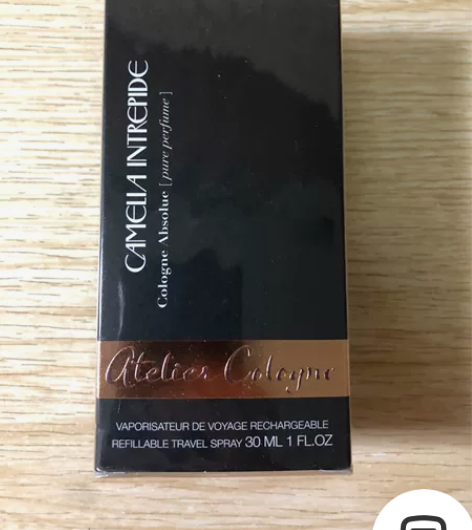 CAMELIA INTREPIDE
Cologne Absolue [pure perfume]
Atelier Cologne
VAPORISATEUR DE VOYAGE RECHARGEABLE
REFILLABLE TRAVEL SPRAY 30 ML 1 FL.OZ